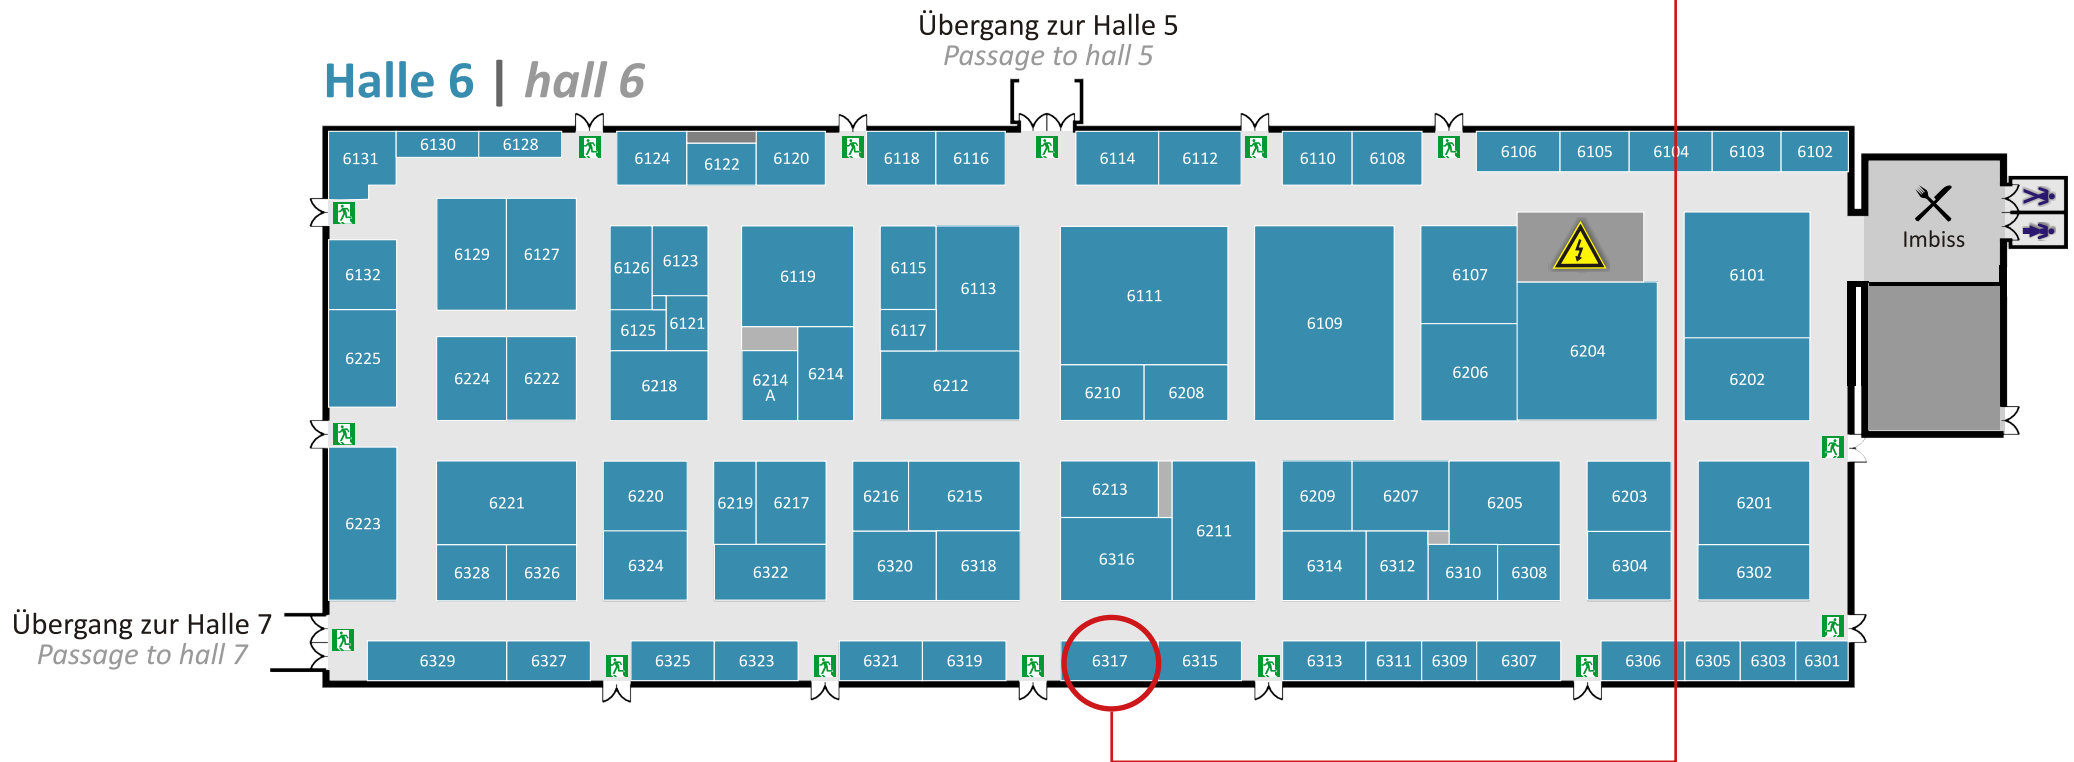 Übergang zur Halle 5
Passage to hall 5
Halle 6 | hall 6
6131 6130 6128 6124 6122 6120 6118 6116 6114 6112 6110 6108 6106 6105 6104 6103 6102
6129 6127 6126 6123 6119 6115 6113 6111 6109 6107 6101 Imbiss
6132 6125 6121 6117 6204
6225 6224 6222 6218 6214 A 6214 6212 6210 6208 6206 6202
6223 6221 6220 6219 6217 6216 6215 6213 6211 6209 6207 6205 6203 6201
6328 6326 6324 6322 6320 6318 6316 6314 6312 6310 6308 6304 6302
Übergang zur Halle 7
Passage to hall 7
6329 6327 6325 6323 6321 6319 6317 6315 6313 6311 6309 6307 6306 6305 6303 6301